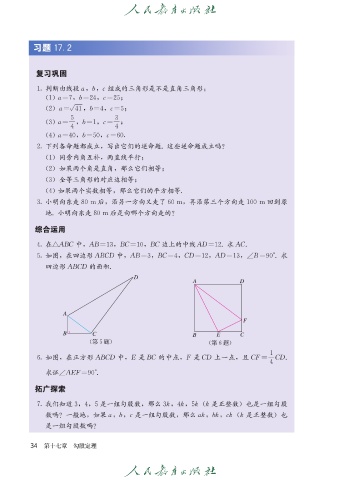 人民教育出版社
习题 17.2
复习巩固
1. 判断由线段 a，b，c 组成的三角形是不是直角三角形：
(1) a=7，b=24，c=25；
(2) a=√41，b=4，c=5；
(3) a=5/4，b=1，c=3/4；
(4) a=40，b=50，c=60.
2. 下列各命题都成立，写出它们的逆命题. 这些逆命题成立吗？
(1) 同旁内角互补，两直线平行；
(2) 如果两个角是直角，那么它们相等；
(3) 全等三角形的对应边相等；
(4) 如果两个实数相等，那么它们的平方相等.
3. 小明向东走 80 m 后，沿另一方向又走了 60 m，再沿第三个方向走 100 m 回到原
地. 小明向东走 80 m 后是向哪个方向走的？
综合运用
4. 在△ABC 中，AB=13，BC=10，BC 边上的中线 AD=12. 求 AC.
5. 如图，在四边形 ABCD 中，AB=3，BC=4，CD=12，AD=13，∠B=90°. 求
四边形 ABCD 的面积.
D
A
B
C
(第 5 题)
A
D
F
B
E
C
(第 6 题)
6. 如图，在正方形 ABCD 中，E 是 BC 的中点，F 是 CD 上一点，且 CF=1/4CD.
求证∠AEF=90°.
拓广探索
7. 我们知道 3，4，5 是一组勾股数，那么 3k，4k，5k (k 是正整数) 也是一组勾股
数吗？一般地，如果 a，b，c 是一组勾股数，那么 ak，bk，ck (k 是正整数) 也
是一组勾股数吗？
34 第十七章 勾股定理
人民教育出版社